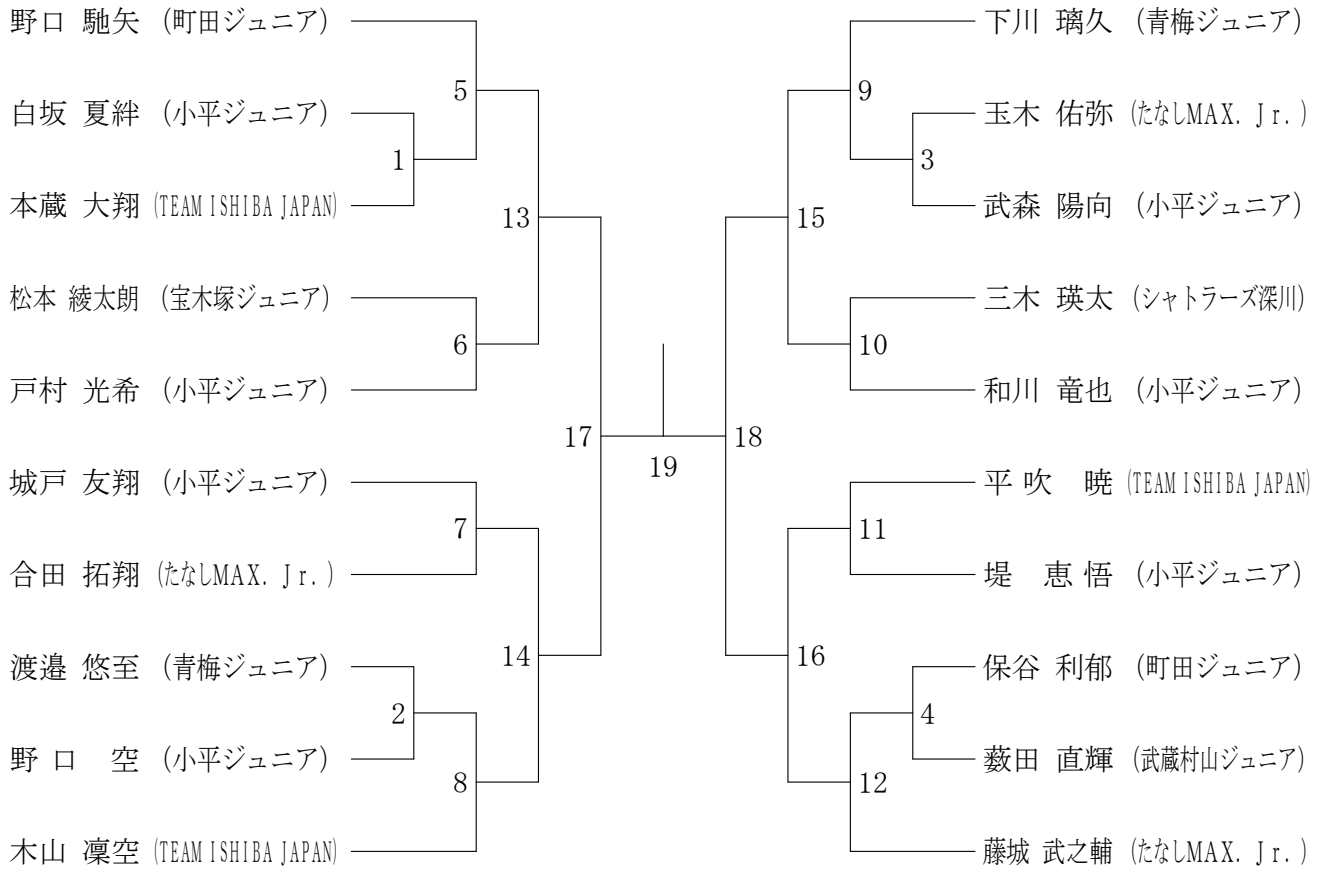 野口 馳矢 (町田ジュニア)
5
白坂 夏絆 (小平ジュニア)
1
本蔵 大翔 (TEAM ISHIBA JAPAN)
13
松本 綾太朗 (宝木塚ジュニア)
6
戸村 光希 (小平ジュニア)
17
城戸 友翔 (小平ジュニア)
7
合田 拓翔 (たなしMAX. Jr.)
14
渡邉 悠至 (青梅ジュニア)
2
野口 空 (小平ジュニア)
8
木山 凜空 (TEAM ISHIBA JAPAN)
19
下川 璃久 (青梅ジュニア)
9
玉木 佑弥 (たなしMAX. Jr.)
3
武森 陽向 (小平ジュニア)
15
三木 瑛太 (シャトラーズ深川)
10
和川 竜也 (小平ジュニア)
18
平吹 暁 (TEAM ISHIBA JAPAN)
11
堤 恵悟 (小平ジュニア)
16
保谷 利郁 (町田ジュニア)
4
薮田 直輝 (武蔵村山ジュニア)
12
藤城 武之輔 (たなしMAX. Jr.)